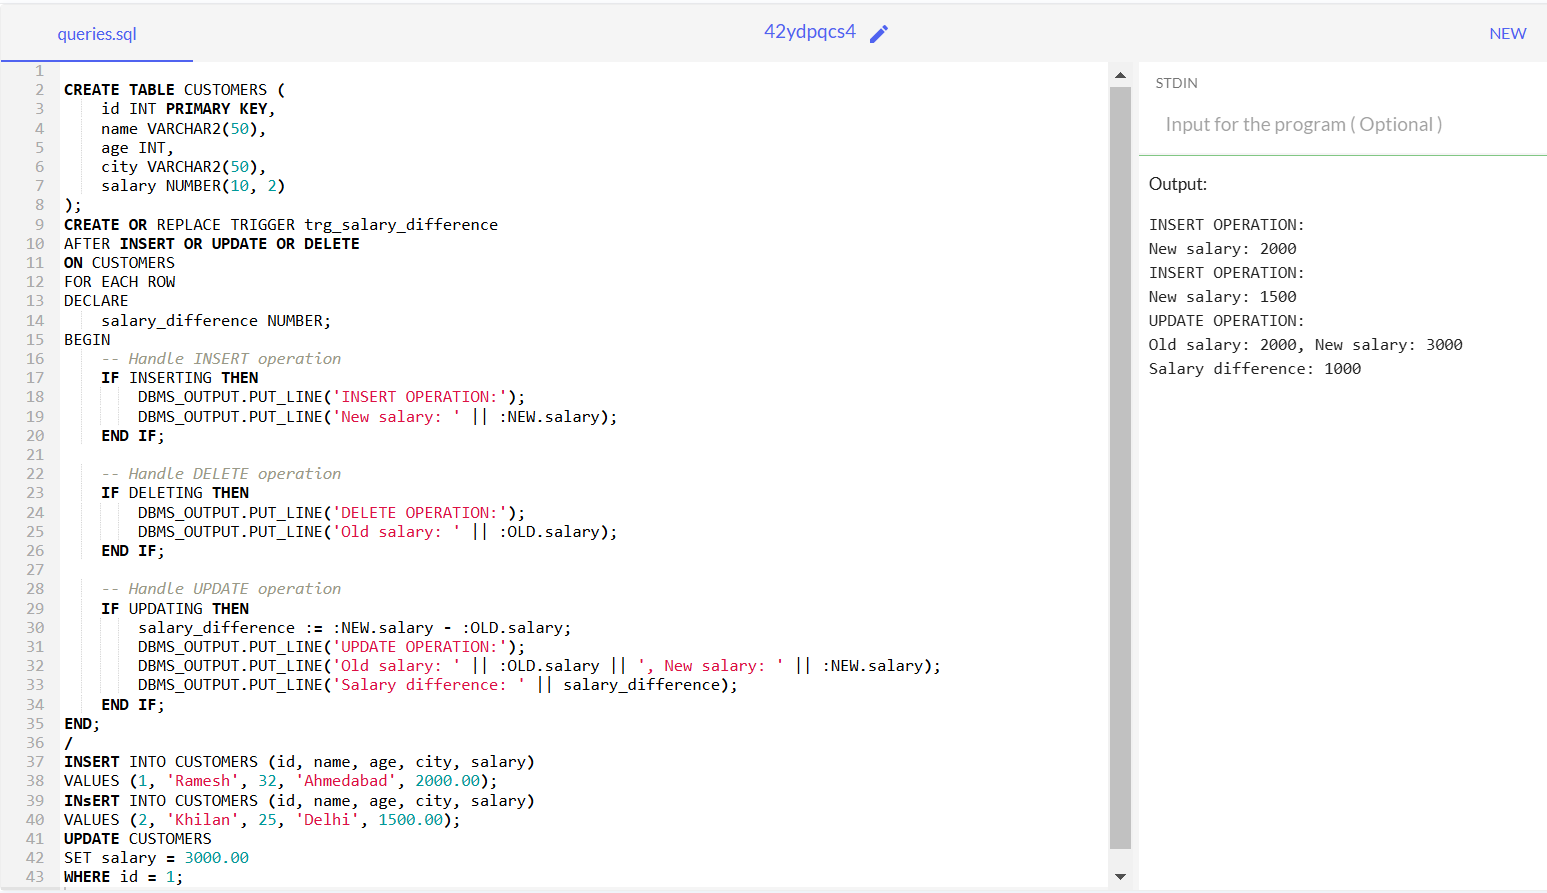 queries.sql
42ydpqcs4
NEW
1
2 CREATE TABLE CUSTOMERS (
3     id INT PRIMARY KEY,
4     name VARCHAR2(50),
5     age INT,
6     city VARCHAR2(50),
7     salary NUMBER(10, 2)
8 );
9 CREATE OR REPLACE TRIGGER trg_salary_difference
10 AFTER INSERT OR UPDATE OR DELETE
11 ON CUSTOMERS
12 FOR EACH ROW
13 DECLARE
14     salary_difference NUMBER;
15 BEGIN
16     -- Handle INSERT operation
17     IF INSERTING THEN
18         DBMS_OUTPUT.PUT_LINE('INSERT OPERATION:');
19         DBMS_OUTPUT.PUT_LINE('New salary: ' || :NEW.salary);
20     END IF;
21
22     -- Handle DELETE operation
23     IF DELETING THEN
24         DBMS_OUTPUT.PUT_LINE('DELETE OPERATION:');
25         DBMS_OUTPUT.PUT_LINE('Old salary: ' || :OLD.salary);
26     END IF;
27
28     -- Handle UPDATE operation
29     IF UPDATING THEN
30         salary_difference := :NEW.salary - :OLD.salary;
31         DBMS_OUTPUT.PUT_LINE('UPDATE OPERATION:');
32         DBMS_OUTPUT.PUT_LINE('Old salary: ' || :OLD.salary || ', New salary: ' || :NEW.salary);
33         DBMS_OUTPUT.PUT_LINE('Salary difference: ' || salary_difference);
34     END IF;
35 END;
36 /
37 INSERT INTO CUSTOMERS (id, name, age, city, salary)
38 VALUES (1, 'Ramesh', 32, 'Ahmedabad', 2000.00);
39 INsERT INTO CUSTOMERS (id, name, age, city, salary)
40 VALUES (2, 'Khilan', 25, 'Delhi', 1500.00);
41 UPDATE CUSTOMERS
42 SET salary = 3000.00
43 WHERE id = 1;
STDIN
Input for the program ( Optional )
Output:
INSERT OPERATION:
New salary: 2000
INSERT OPERATION:
New salary: 1500
UPDATE OPERATION:
Old salary: 2000, New salary: 3000
Salary difference: 1000